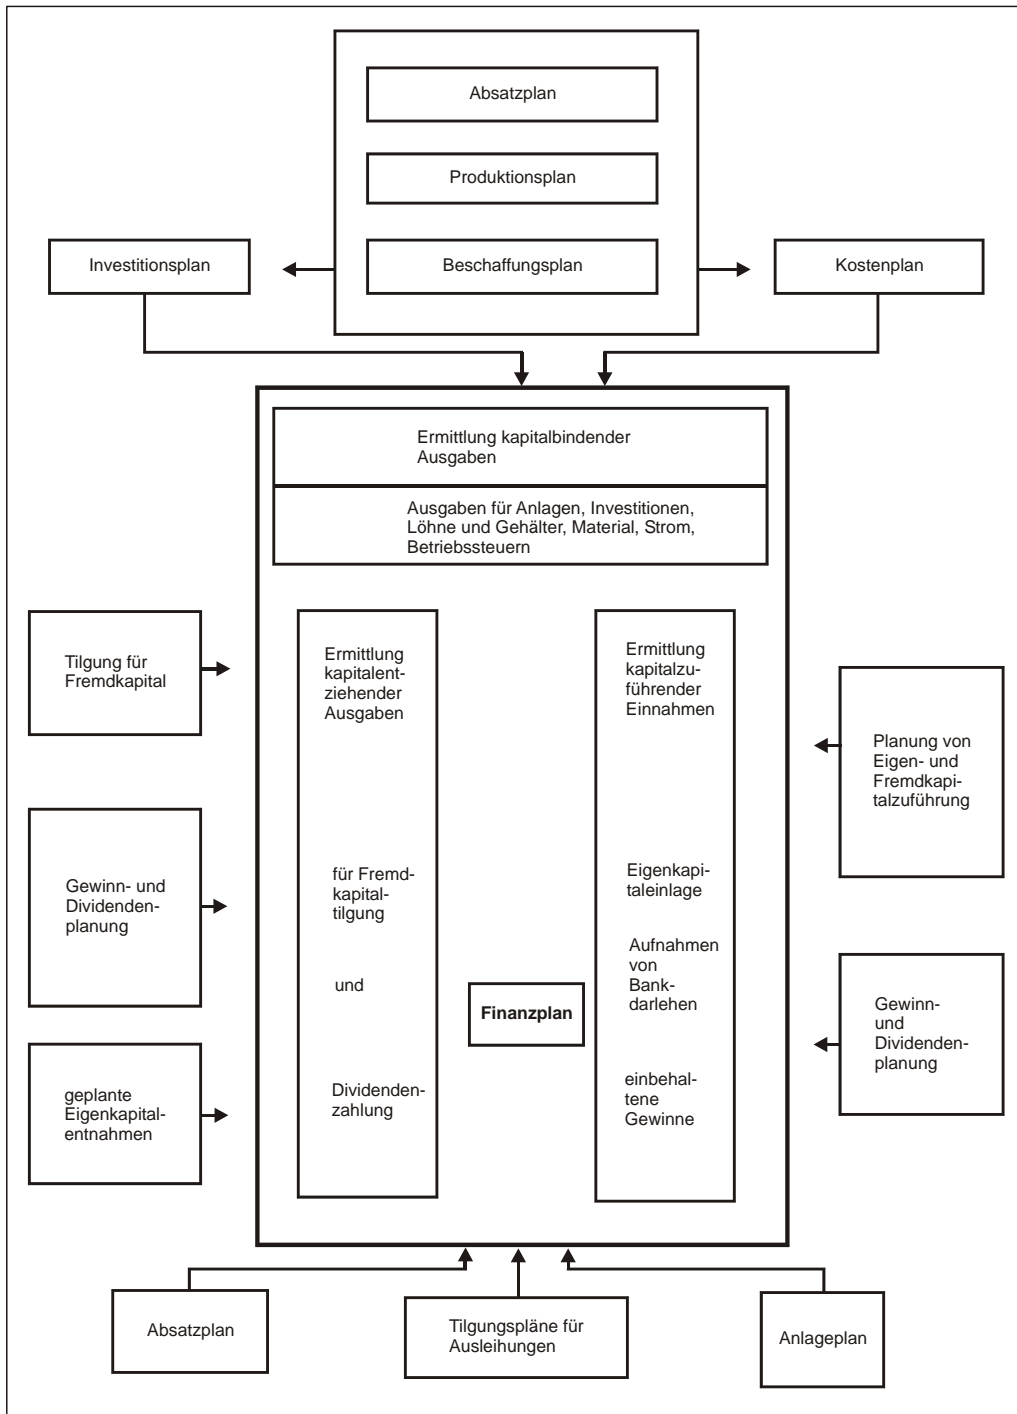 Absatzplan
Produktionsplan
Investitionsplan
Beschaffungsplan
Kostenplan
Ermittlung kapitalbindender
Ausgaben
Ausgaben für Anlagen, Investitionen,
Löhne und Gehälter, Material, Strom,
Betriebssteuern
Tilgung für
Fremdkapital
Gewinn- und
Dividenden-
planung
geplante
Eigenkapital-
entnahmen
Ermittlung
kapitalent-
ziehender
Ausgaben
für Fremd-
kapital-
tilgung
und
Dividenden-
zahlung
Finanzplan
Ermittlung
kapitalzu-
führender
Einnahmen
Eigenkapi-
taleinlage
Aufnahmen
von
Bank-
darlehen
einbehal-
tene
Gewinne
Planung von
Eigen- und
Fremdkapi-
talzuführung
Gewinn-
und
Dividenden-
planung
Absatzplan
Tilgungspläne für
Ausleihungen
Anlageplan